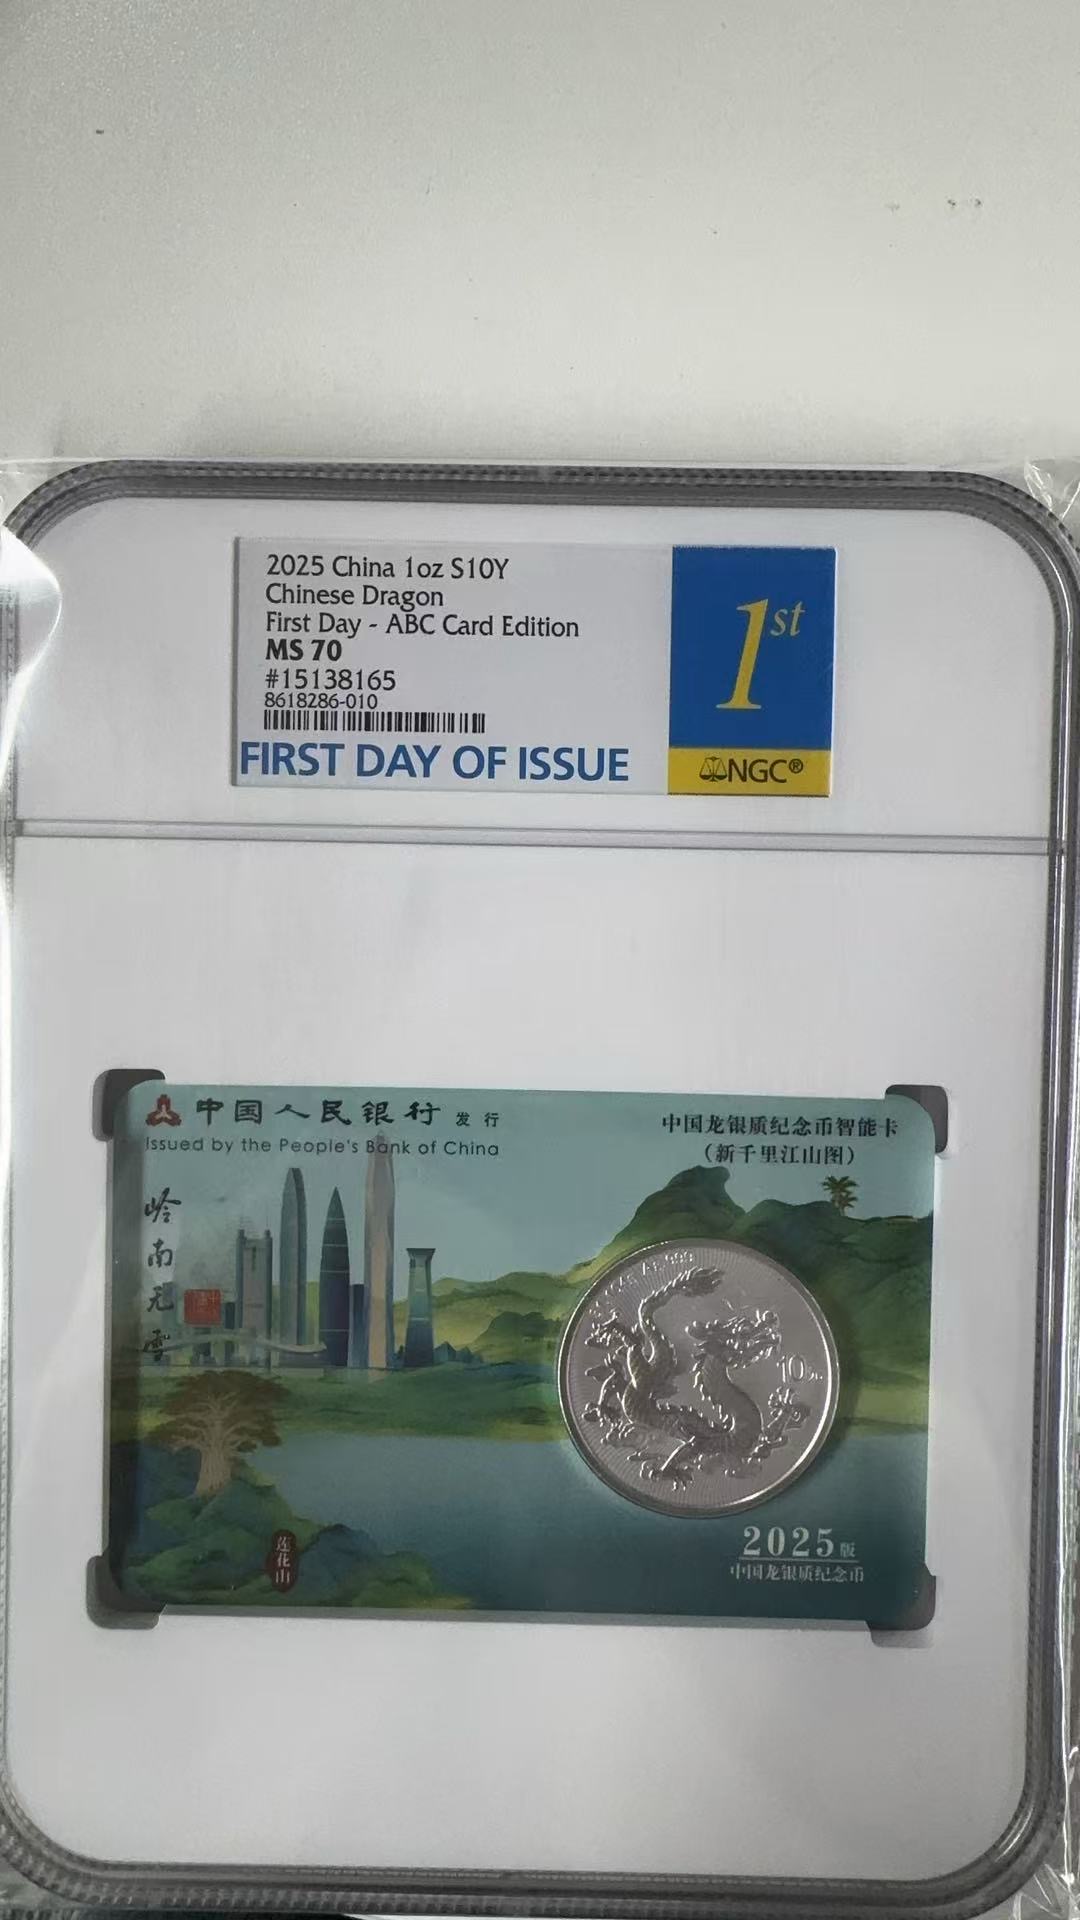 2025 China 1oz S10Y
Chinese Dragon
First Day - ABC Card Edition
MS 70
#15138165
8618286-010
FIRST DAY OF ISSUE
1st
NGC®
中国人民银行 发行
Issued by the People's Bank of China
中国龙银质纪念币智能卡
（新千里江山图）
岭南无雪
10元
莲花山
2025版
中国龙银质纪念币